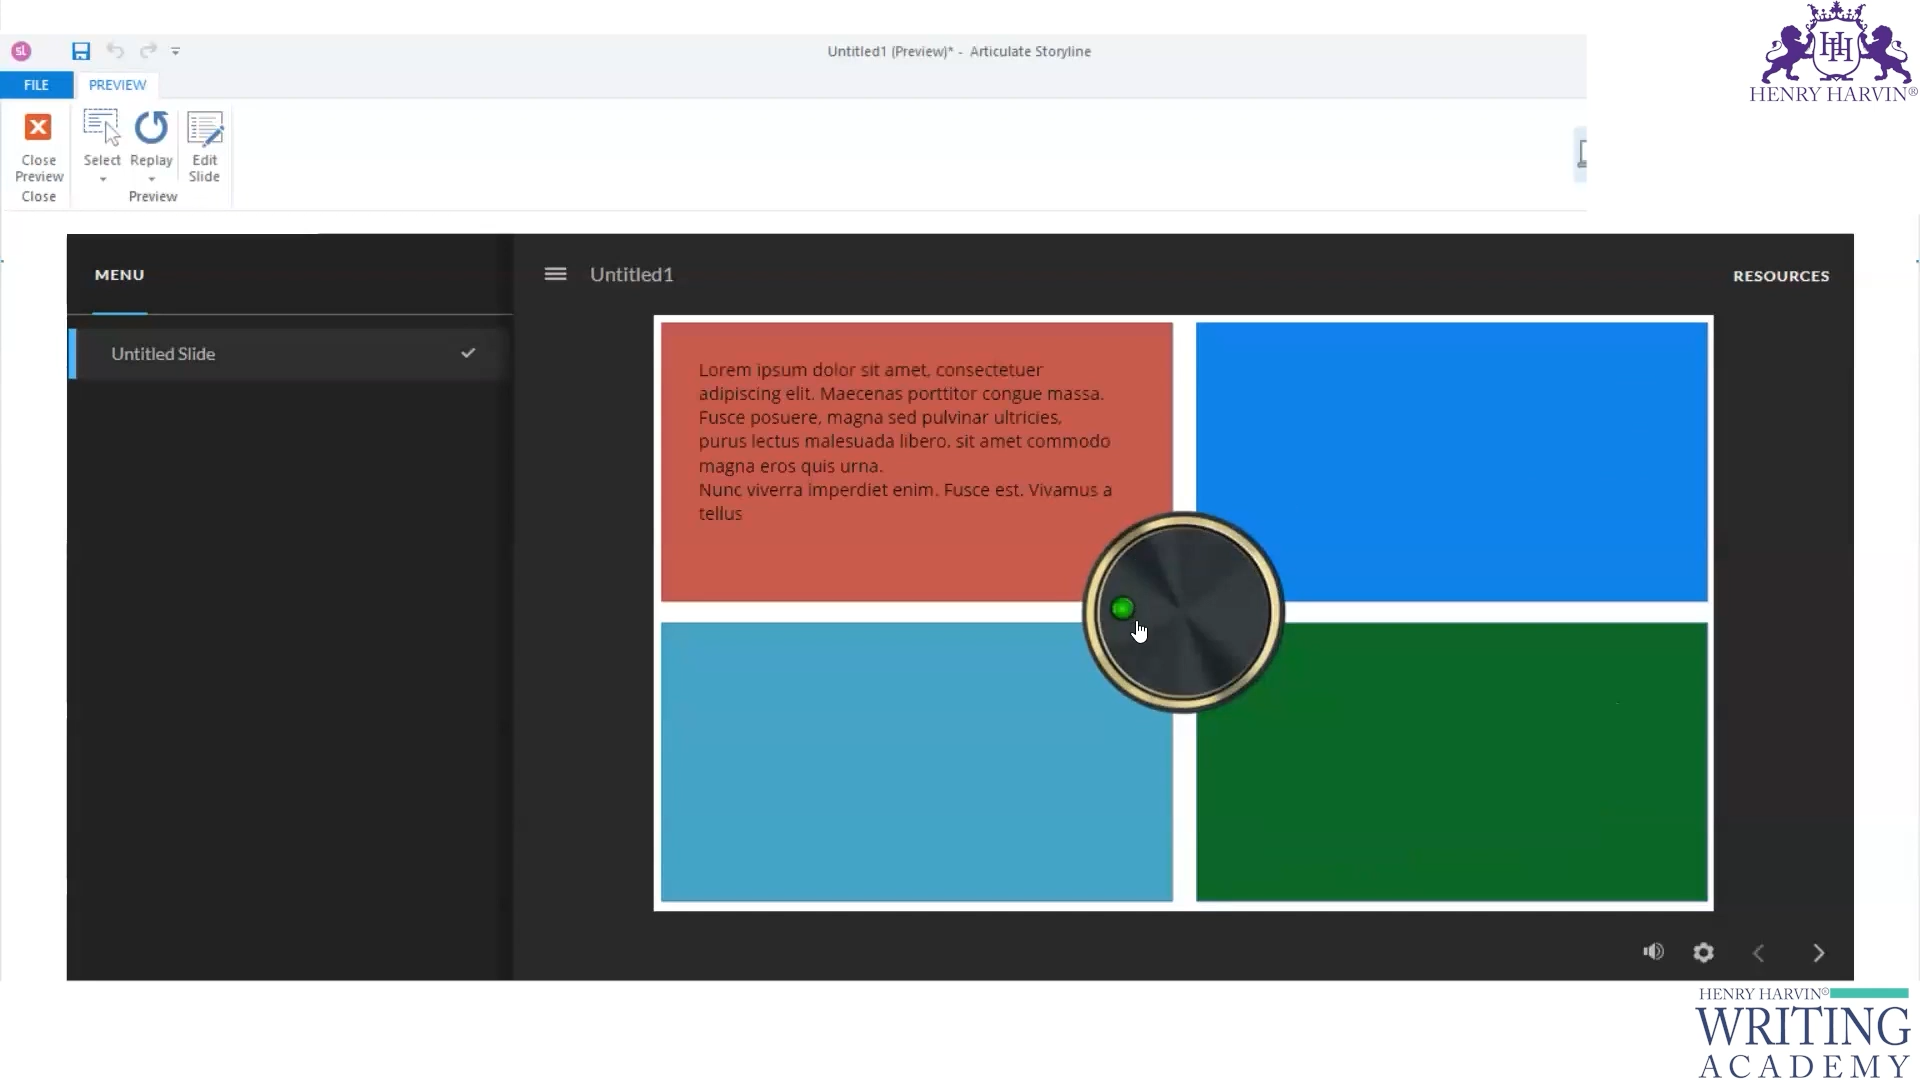 sl
Untitled1 (Preview)* - Articulate Storyline
HENRY HARVIN®
FILE
PREVIEW
Close Preview
Select
Replay
Edit Slide
Close
Preview
MENU
Untitled Slide
Untitled1
RESOURCES
Lorem ipsum dolor sit amet, consectetuer
adipiscing elit. Maecenas porttitor congue massa.
Fusce posuere, magna sed pulvinar ultricies,
purus lectus malesuada libero, sit amet commodo
magna eros quis urna.
Nunc viverra imperdiet enim. Fusce est. Vivamus a
tellus
HENRY HARVIN®
WRITING
ACADEMY